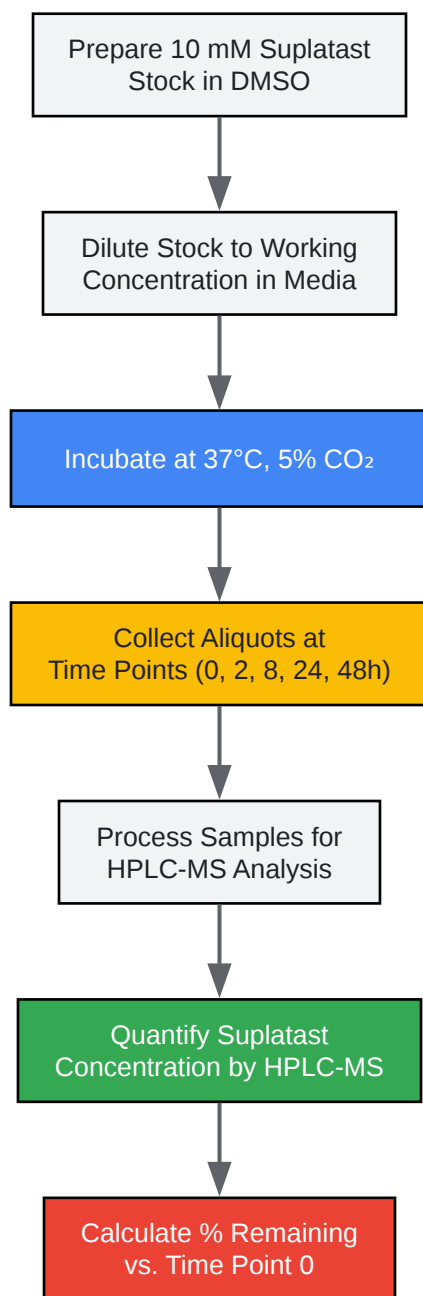 Prepare 10 mM Suplatast
Stock in DMSO
Dilute Stock to Working
Concentration in Media
Incubate at 37°C, 5% CO₂
Collect Aliquots at
Time Points (0, 2, 8, 24, 48h)
Process Samples for
HPLC-MS Analysis
Quantify Suplatast
Concentration by HPLC-MS
Calculate % Remaining
vs. Time Point 0